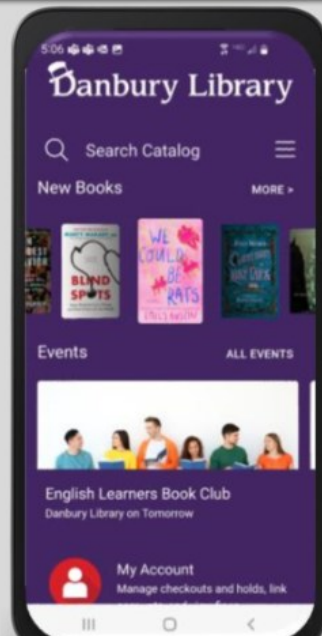 5:06
Danbury Library
Search Catalog
New Books
MORE >
BLIND
SPOTS
WE
COULD
BE
RATS
Events
ALL EVENTS
English Learners Book Club
Danbury Library on Tomorrow
My Account
Manage checkouts and holds, link